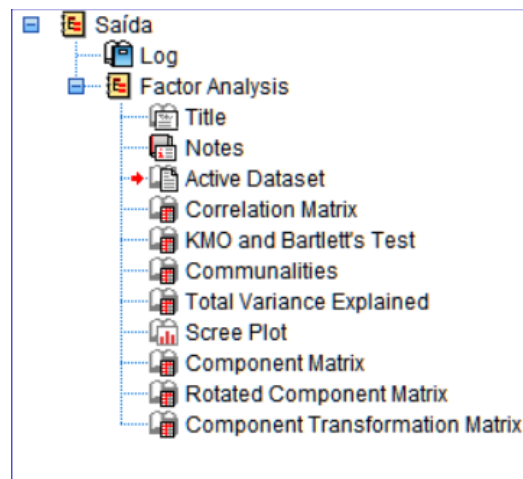 Saída
Log
Factor Analysis
Title
Notes
Active Dataset
Correlation Matrix
KMO and Bartlett's Test
Communalities
Total Variance Explained
Scree Plot
Component Matrix
Rotated Component Matrix
Component Transformation Matrix